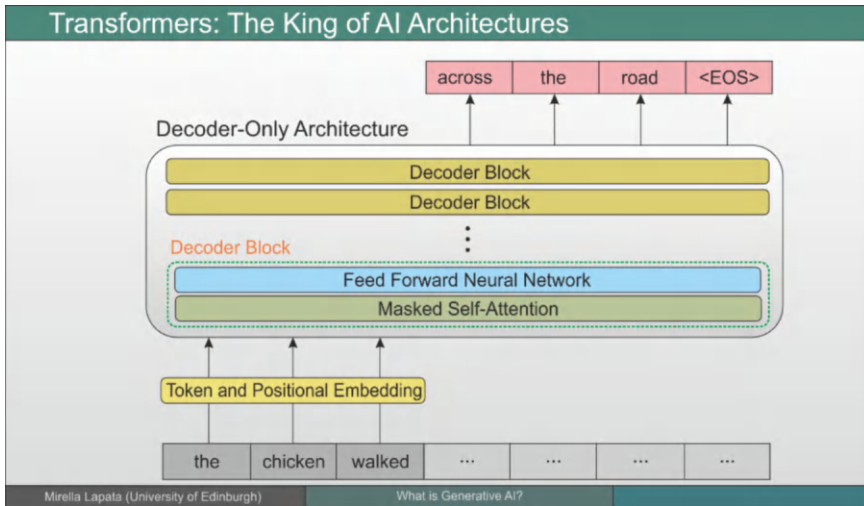 Transformers: The King of AI Architectures
across the road <EOS>
Decoder-Only Architecture
Decoder Block
Decoder Block
⋮
Decoder Block
Feed Forward Neural Network
Masked Self-Attention
Token and Positional Embedding
the chicken walked ... ... ... ...
Mirella Lapata (University of Edinburgh) What is Generative AI?